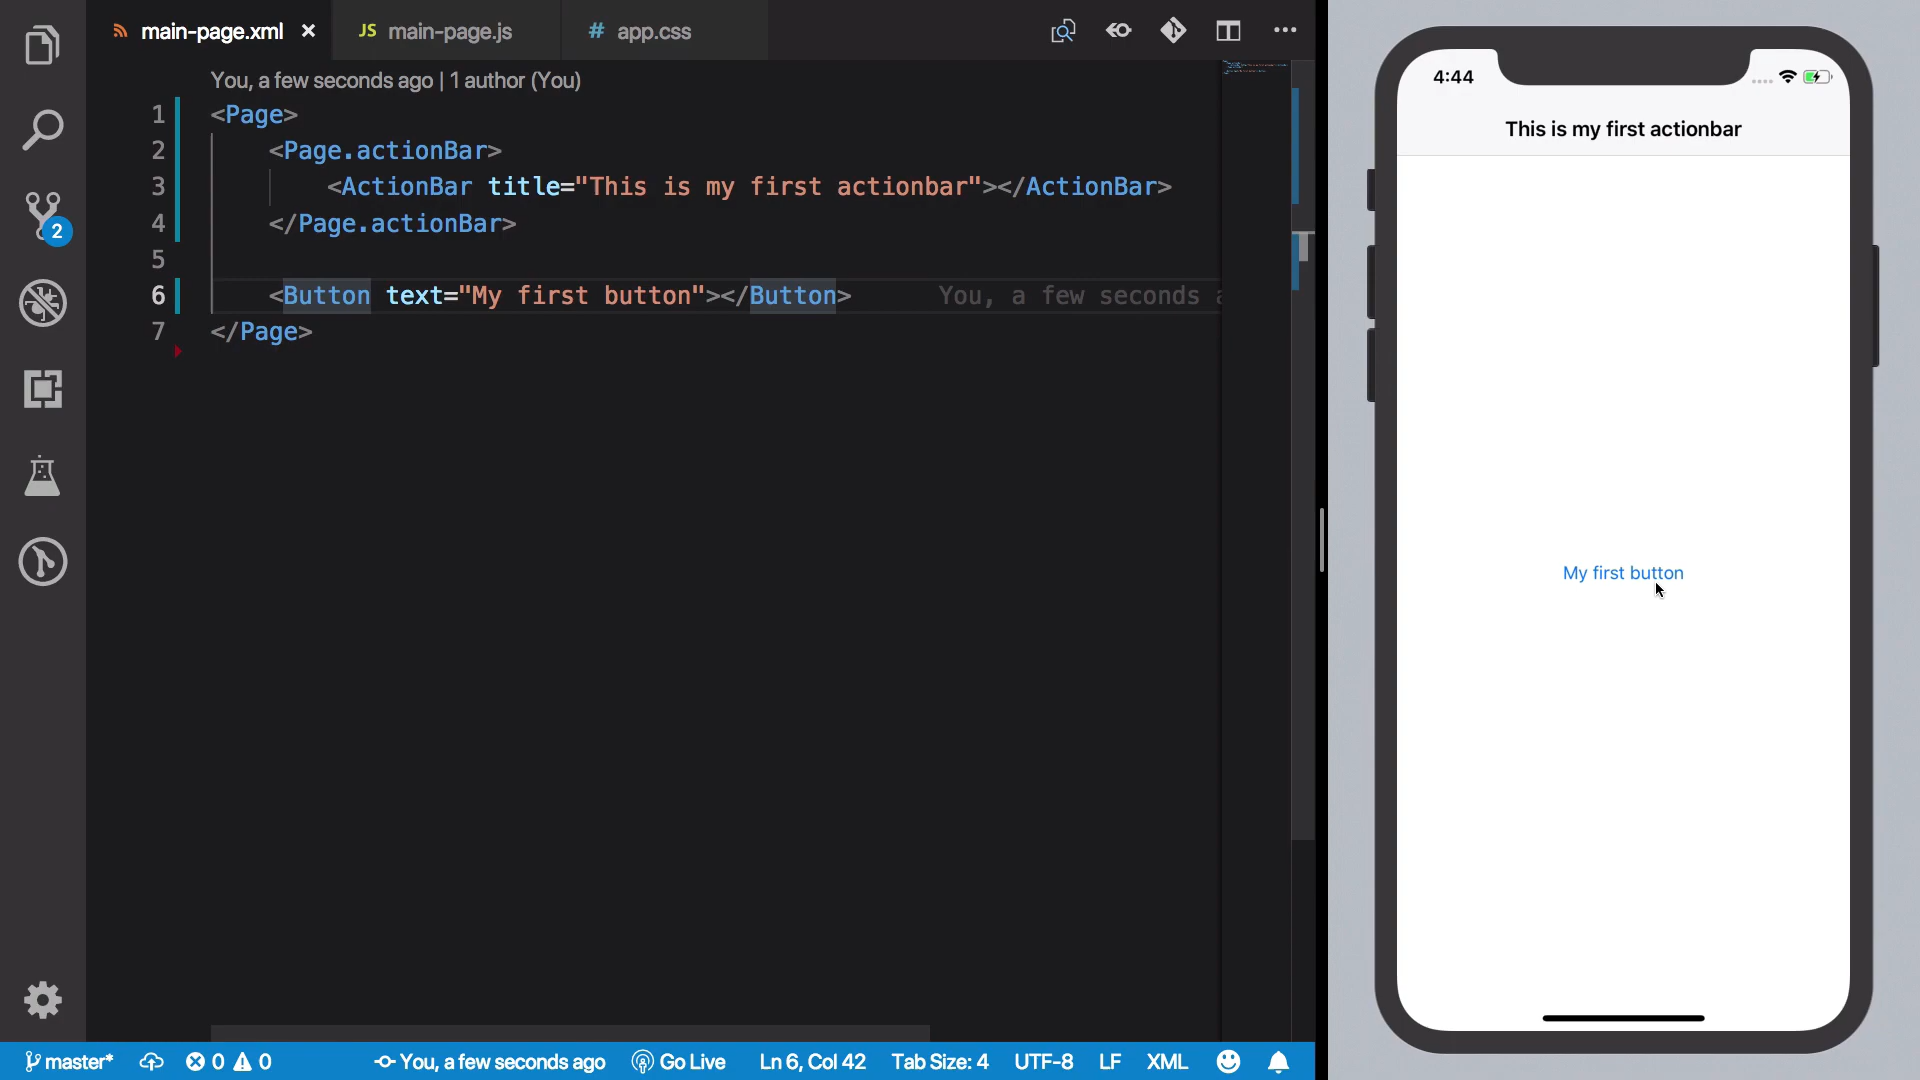 main-page.xml
JS main-page.js
# app.css
You, a few seconds ago | 1 author (You)
1 <Page>
2 <Page.actionBar>
3 <ActionBar title="This is my first actionbar"></ActionBar>
4 </Page.actionBar>
5
6 <Button text="My first button"></Button> You, a few seconds
7 </Page>
2
master*
0 0
You, a few seconds ago
Go Live
Ln 6, Col 42
Tab Size: 4
UTF-8
LF
XML
4:44
This is my first actionbar
My first button